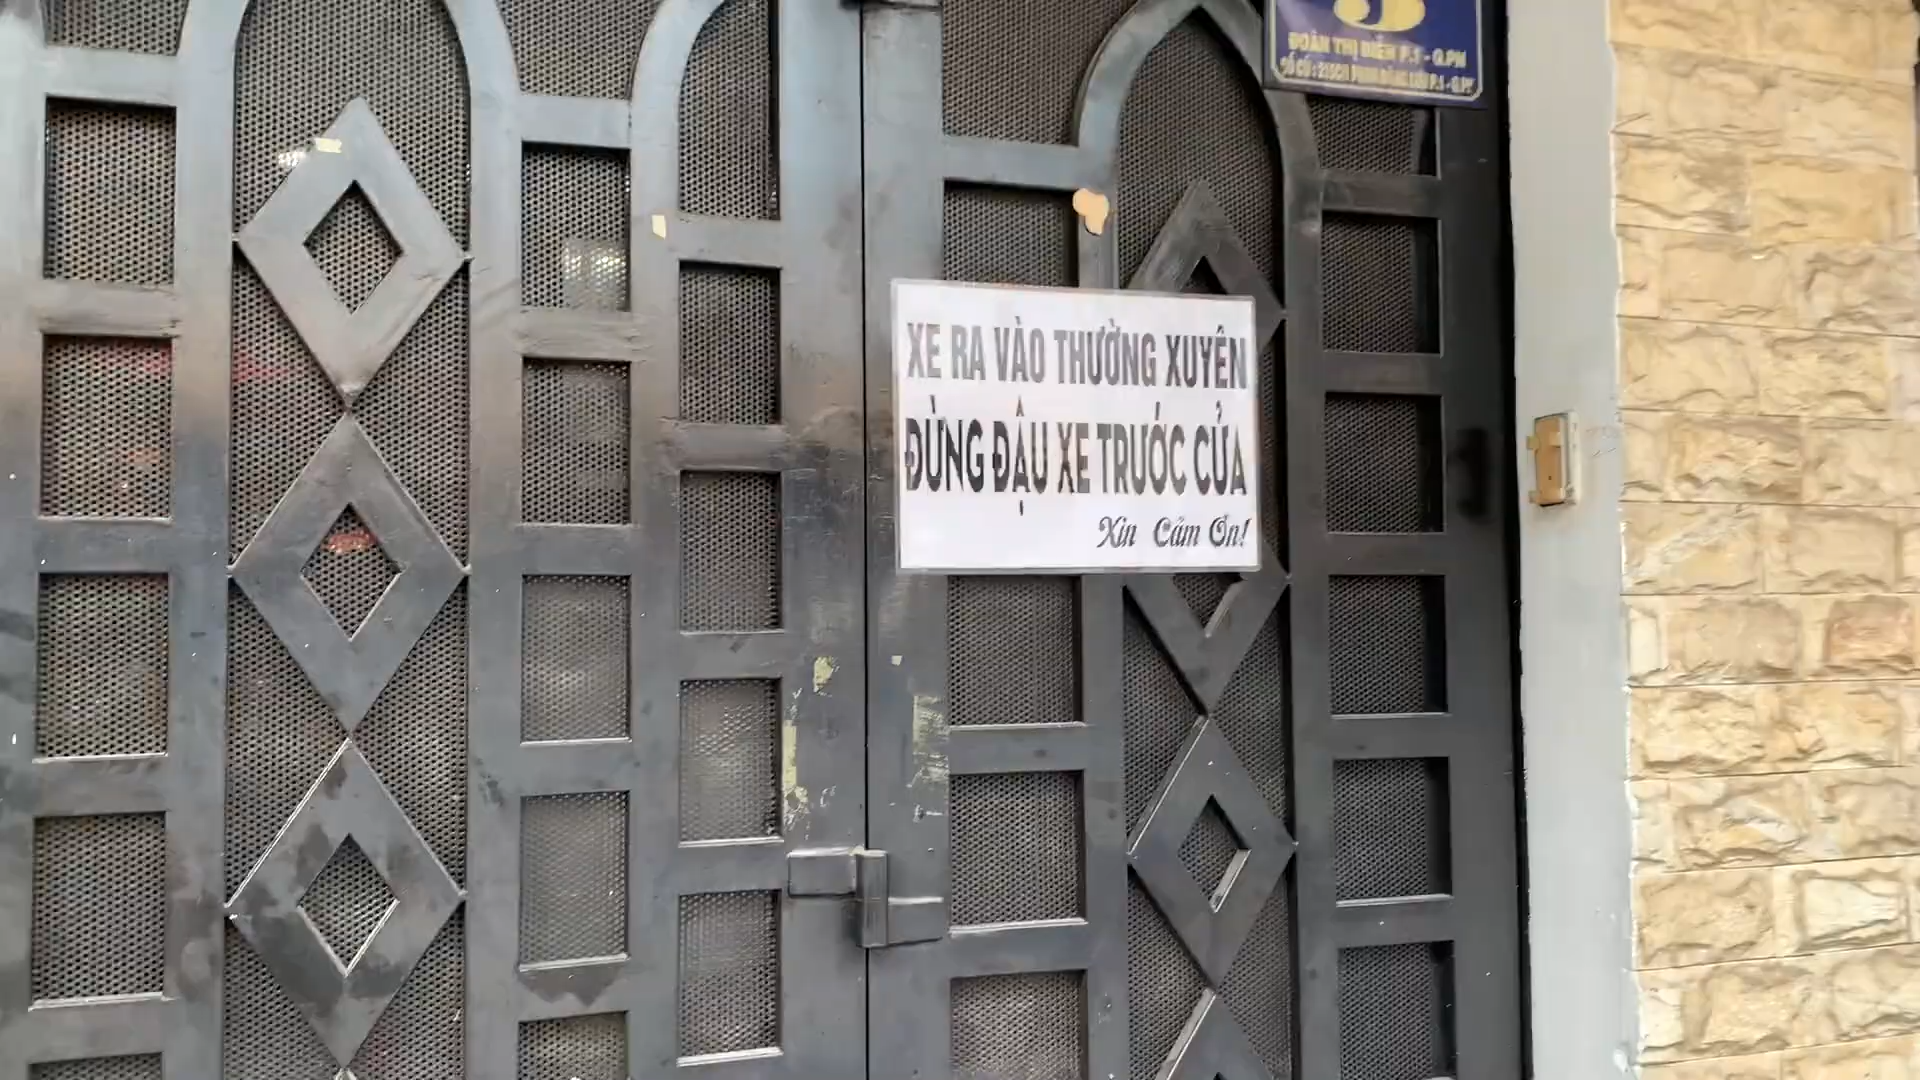 ĐOÀN THỊ ĐIỂM P.1 - Q.PN
XE RA VÀO THƯỜNG XUYÊN
ĐỪNG ĐẬU XE TRƯỚC CỬA
Xin Cảm Ơn!